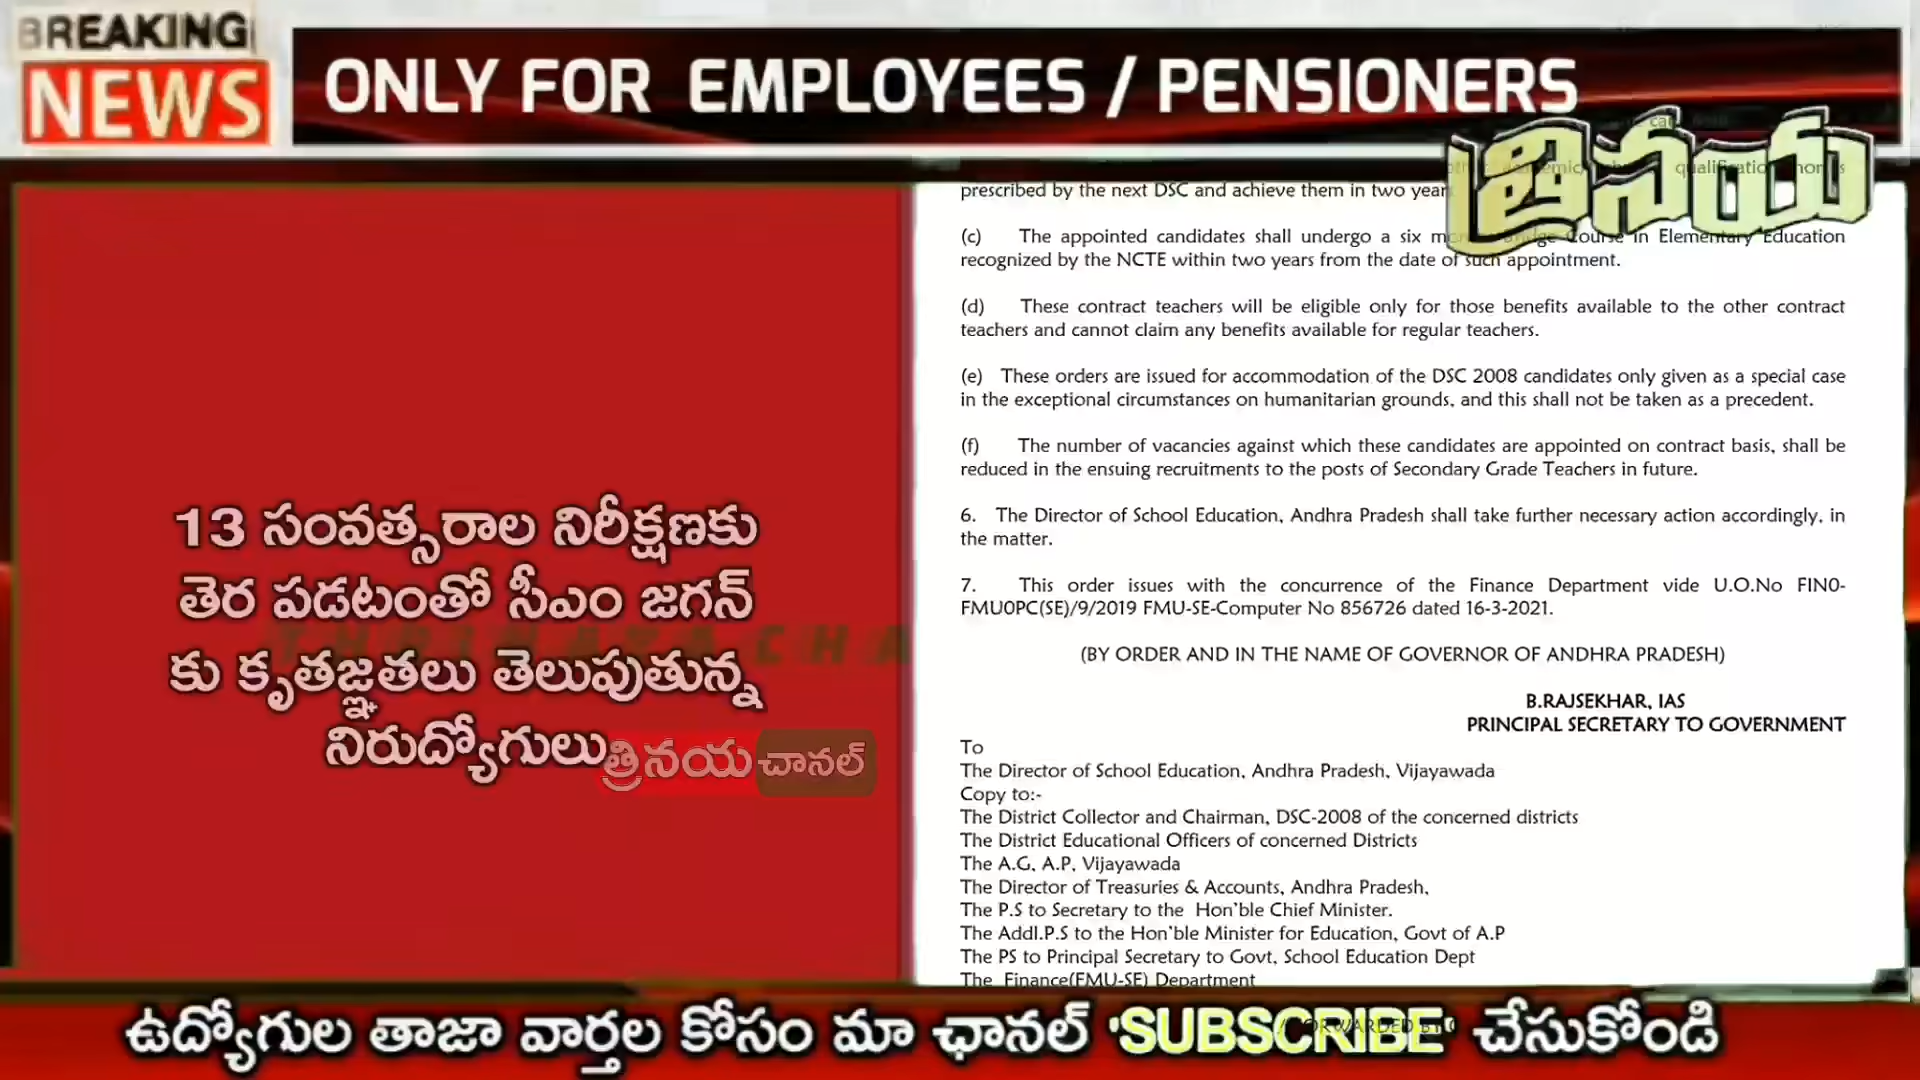 BREAKING
NEWS
ONLY FOR EMPLOYEES / PENSIONERS
త్రినయ
prescribed by the next DSC and achieve them in two year
(c) The appointed candidates shall undergo a six Bridge Course in Elementary Education
recognized by the NCTE within two years from the date of such appointment.
(d) These contract teachers will be eligible only for those benefits available to the other contract
teachers and cannot claim any benefits available for regular teachers.
(e) These orders are issued for accommodation of the DSC 2008 candidates only given as a special case
in the exceptional circumstances on humanitarian grounds, and this shall not be taken as a precedent.
(f) The number of vacancies against which these candidates are appointed on contract basis, shall be
reduced in the ensuing recruitments to the posts of Secondary Grade Teachers in future.
6. The Director of School Education, Andhra Pradesh shall take further necessary action accordingly, in
the matter.
7. This order issues with the concurrence of the Finance Department vide U.O.No FIN0-
FMU0PC(SE)/9/2019 FMU-SE-Computer No 856726 dated 16-3-2021.
(BY ORDER AND IN THE NAME OF GOVERNOR OF ANDHRA PRADESH)
B.RAJSEKHAR, IAS
PRINCIPAL SECRETARY TO GOVERNMENT
To
The Director of School Education, Andhra Pradesh, Vijayawada
Copy to:-
The District Collector and Chairman, DSC-2008 of the concerned districts
The District Educational Officers of concerned Districts
The A.G, A.P, Vijayawada
The Director of Treasuries & Accounts, Andhra Pradesh,
The P.S to Secretary to the Hon'ble Chief Minister.
The Addl.P.S to the Hon'ble Minister for Education, Govt of A.P
The PS to Principal Secretary to Govt, School Education Dept
The Finance(FMU-SE) Department
13 సంవత్సరాల నిరీక్షణకు
తెర పడటంతో సీఎం జగన్
కు కృతజ్ఞతలు తెలుపుతున్న
నిరుద్యోగులు
త్రినయ చానల్
ఉద్యోగుల తాజా వార్తల కోసం మా ఛానల్ 'SUBSCRIBE' చేసుకోండి